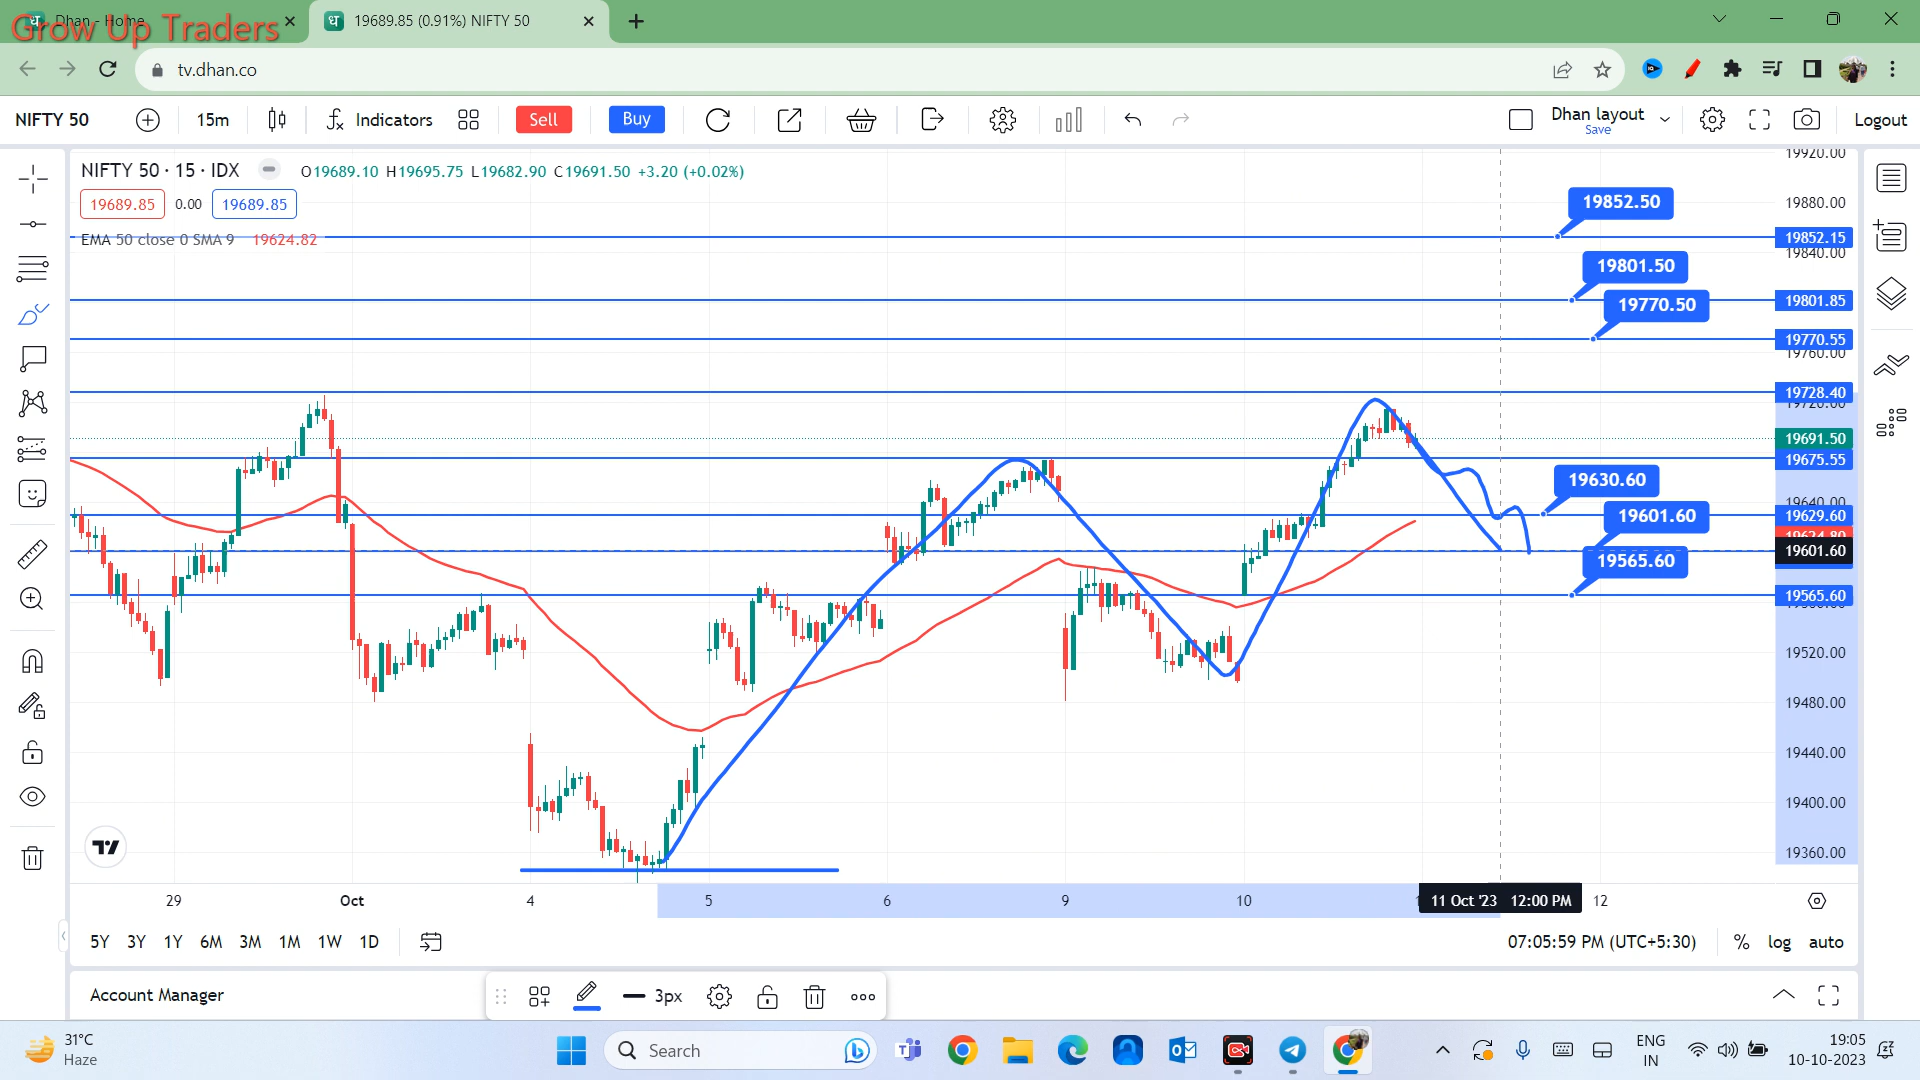 Dhan - Home
19689.85 (0.91%) NIFTY 50
Grow Up Traders
tv.dhan.co
NIFTY 50
15m
Indicators
Sell
Buy
Dhan layout
Save
Logout
NIFTY 50 · 15 · IDX
O19689.10 H19695.75 L19682.90 C19691.50 +3.20 (+0.02%)
19689.85
0.00
19689.85
EMA 50 close 0 SMA 9
19624.82
19852.50
19801.50
19770.50
19630.60
19601.60
19565.60
19920.00
19880.00
19852.15
19840.00
19801.85
19770.55
19760.00
19728.40
19720.00
19691.50
19675.55
19640.00
19629.60
19624.80
19601.60
19565.60
19520.00
19480.00
19440.00
19400.00
19360.00
29
Oct
4
5
6
9
10
11 Oct '23 12:00 PM
12
5Y 3Y 1Y 6M 3M 1M 1W 1D
07:05:59 PM (UTC+5:30)
%
log
auto
Account Manager
3px
31°C
Haze
Search
ENG
IN
19:05
10-10-2023